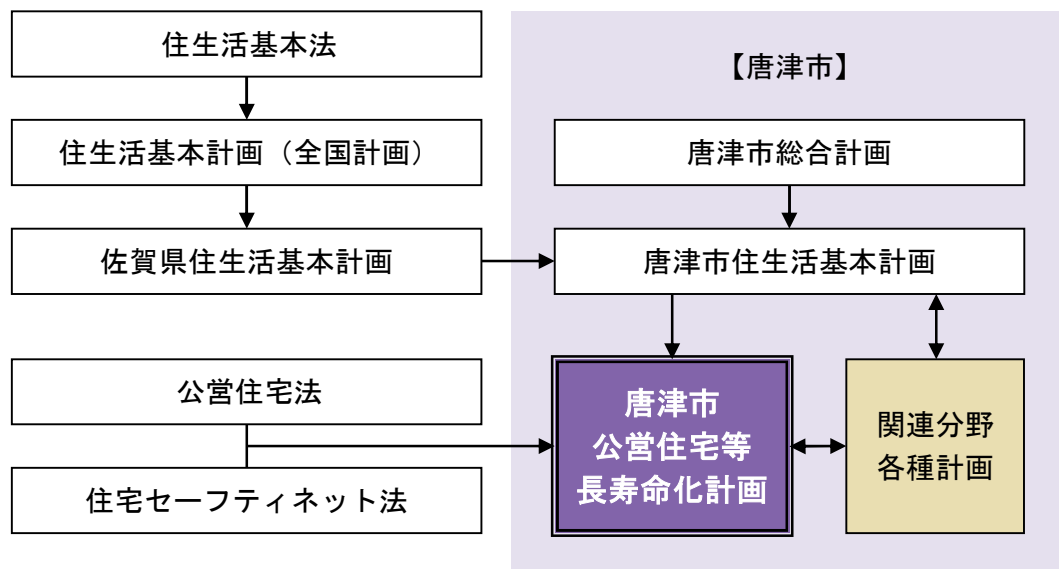 住生活基本法
住生活基本計画（全国計画）
佐賀県住生活基本計画
公営住宅法
住宅セーフティネット法
【唐津市】
唐津市総合計画
唐津市住生活基本計画
唐津市
公営住宅等
長寿命化計画
関連分野
各種計画